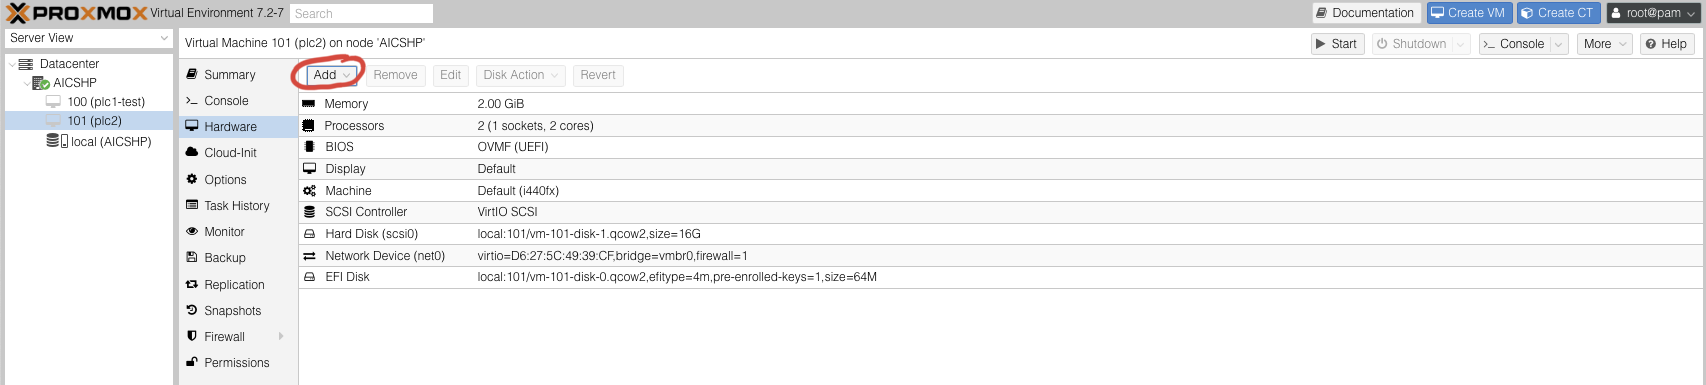 PROXMOX Virtual Environment 7.2-7 Search Documentation Create VM Create CT root@pam
Server View
Virtual Machine 101 (plc2) on node 'AICSHP' Start Shutdown Console More Help
Datacenter
AICSHP
100 (plc1-test)
101 (plc2)
local (AICSHP)
Summary
Console
Hardware
Cloud-Init
Options
Task History
Monitor
Backup
Replication
Snapshots
Firewall
Permissions
Add Remove Edit Disk Action Revert
Memory 2.00 GiB
Processors 2 (1 sockets, 2 cores)
BIOS OVMF (UEFI)
Display Default
Machine Default (i440fx)
SCSI Controller VirtIO SCSI
Hard Disk (scsi0) local:101/vm-101-disk-1.qcow2,size=16G
Network Device (net0) virtio=D6:27:5C:49:39:CF,bridge=vmbr0,firewall=1
EFI Disk local:101/vm-101-disk-0.qcow2,efitype=4m,pre-enrolled-keys=1,size=64M